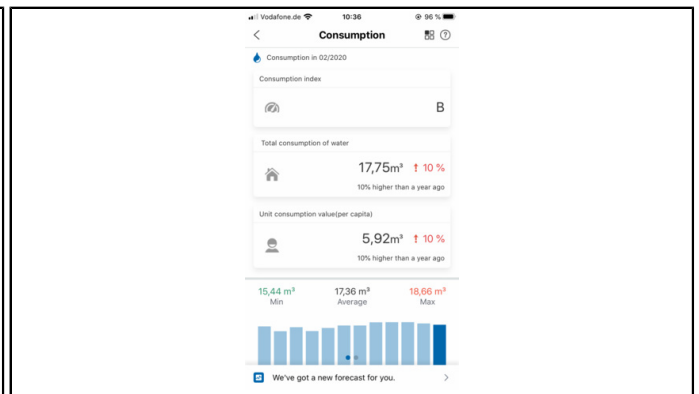 Vodafone.de 10:36 96 %
Consumption
Consumption in 02/2020
Consumption index
B
Total consumption of water
17,75m³ 10 %
10% higher than a year ago
Unit consumption value(per capita)
5,92m³ 10 %
10% higher than a year ago
15,44 m³ 17,36 m³ 18,66 m³
Min Average Max
We've got a new forecast for you.